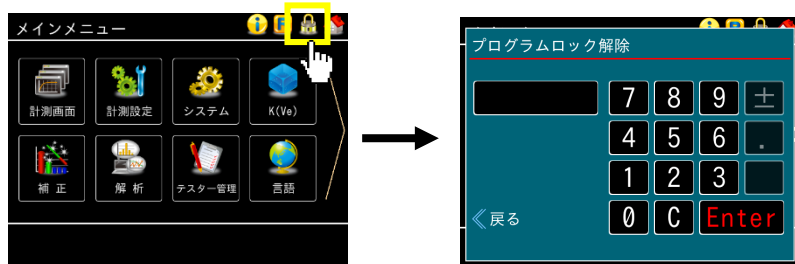 メインメニュー
計測画面
計測設定
システム
K(Ve)
補 正
解 析
テスター管理
言語
プログラムロック解除
7 8 9 ±
4 5 6 .
1 2 3
《戻る
0 C Enter